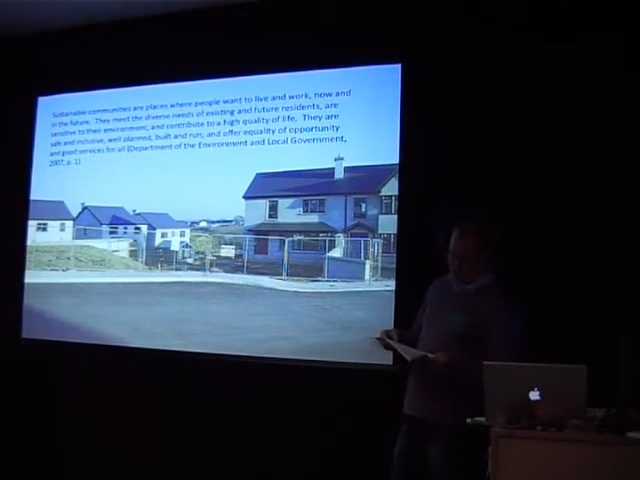 Sustainable communities are places where people want to live and work, now and
in the future. They meet the diverse needs of existing and future residents, are
sensitive to their environment, and contribute to a high quality of life. They are
safe and inclusive, well planned, built and run, and offer equality of opportunity
and good services for all (Department of the Environment and Local Government,
2007, p. 1)